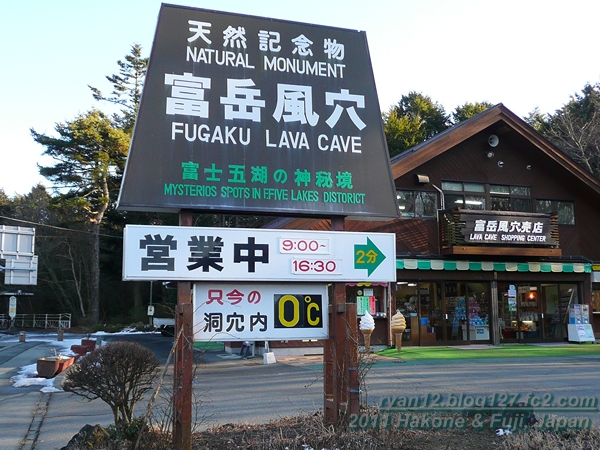 天然記念物
NATURAL MONUMENT
富岳風穴
FUGAKU LAVA CAVE
富士五湖の神秘境
MYSTERIOS SPOTS IN FFIVE LAKES DISTORICT
営業中
9:00~
16:30
2分
只今の
洞穴内
0℃
富岳風穴売店
LAVA CAVE SHOPPING CENTER
ryan12.blog127.fc2.com
2011 Hakone & Fuji, Japan